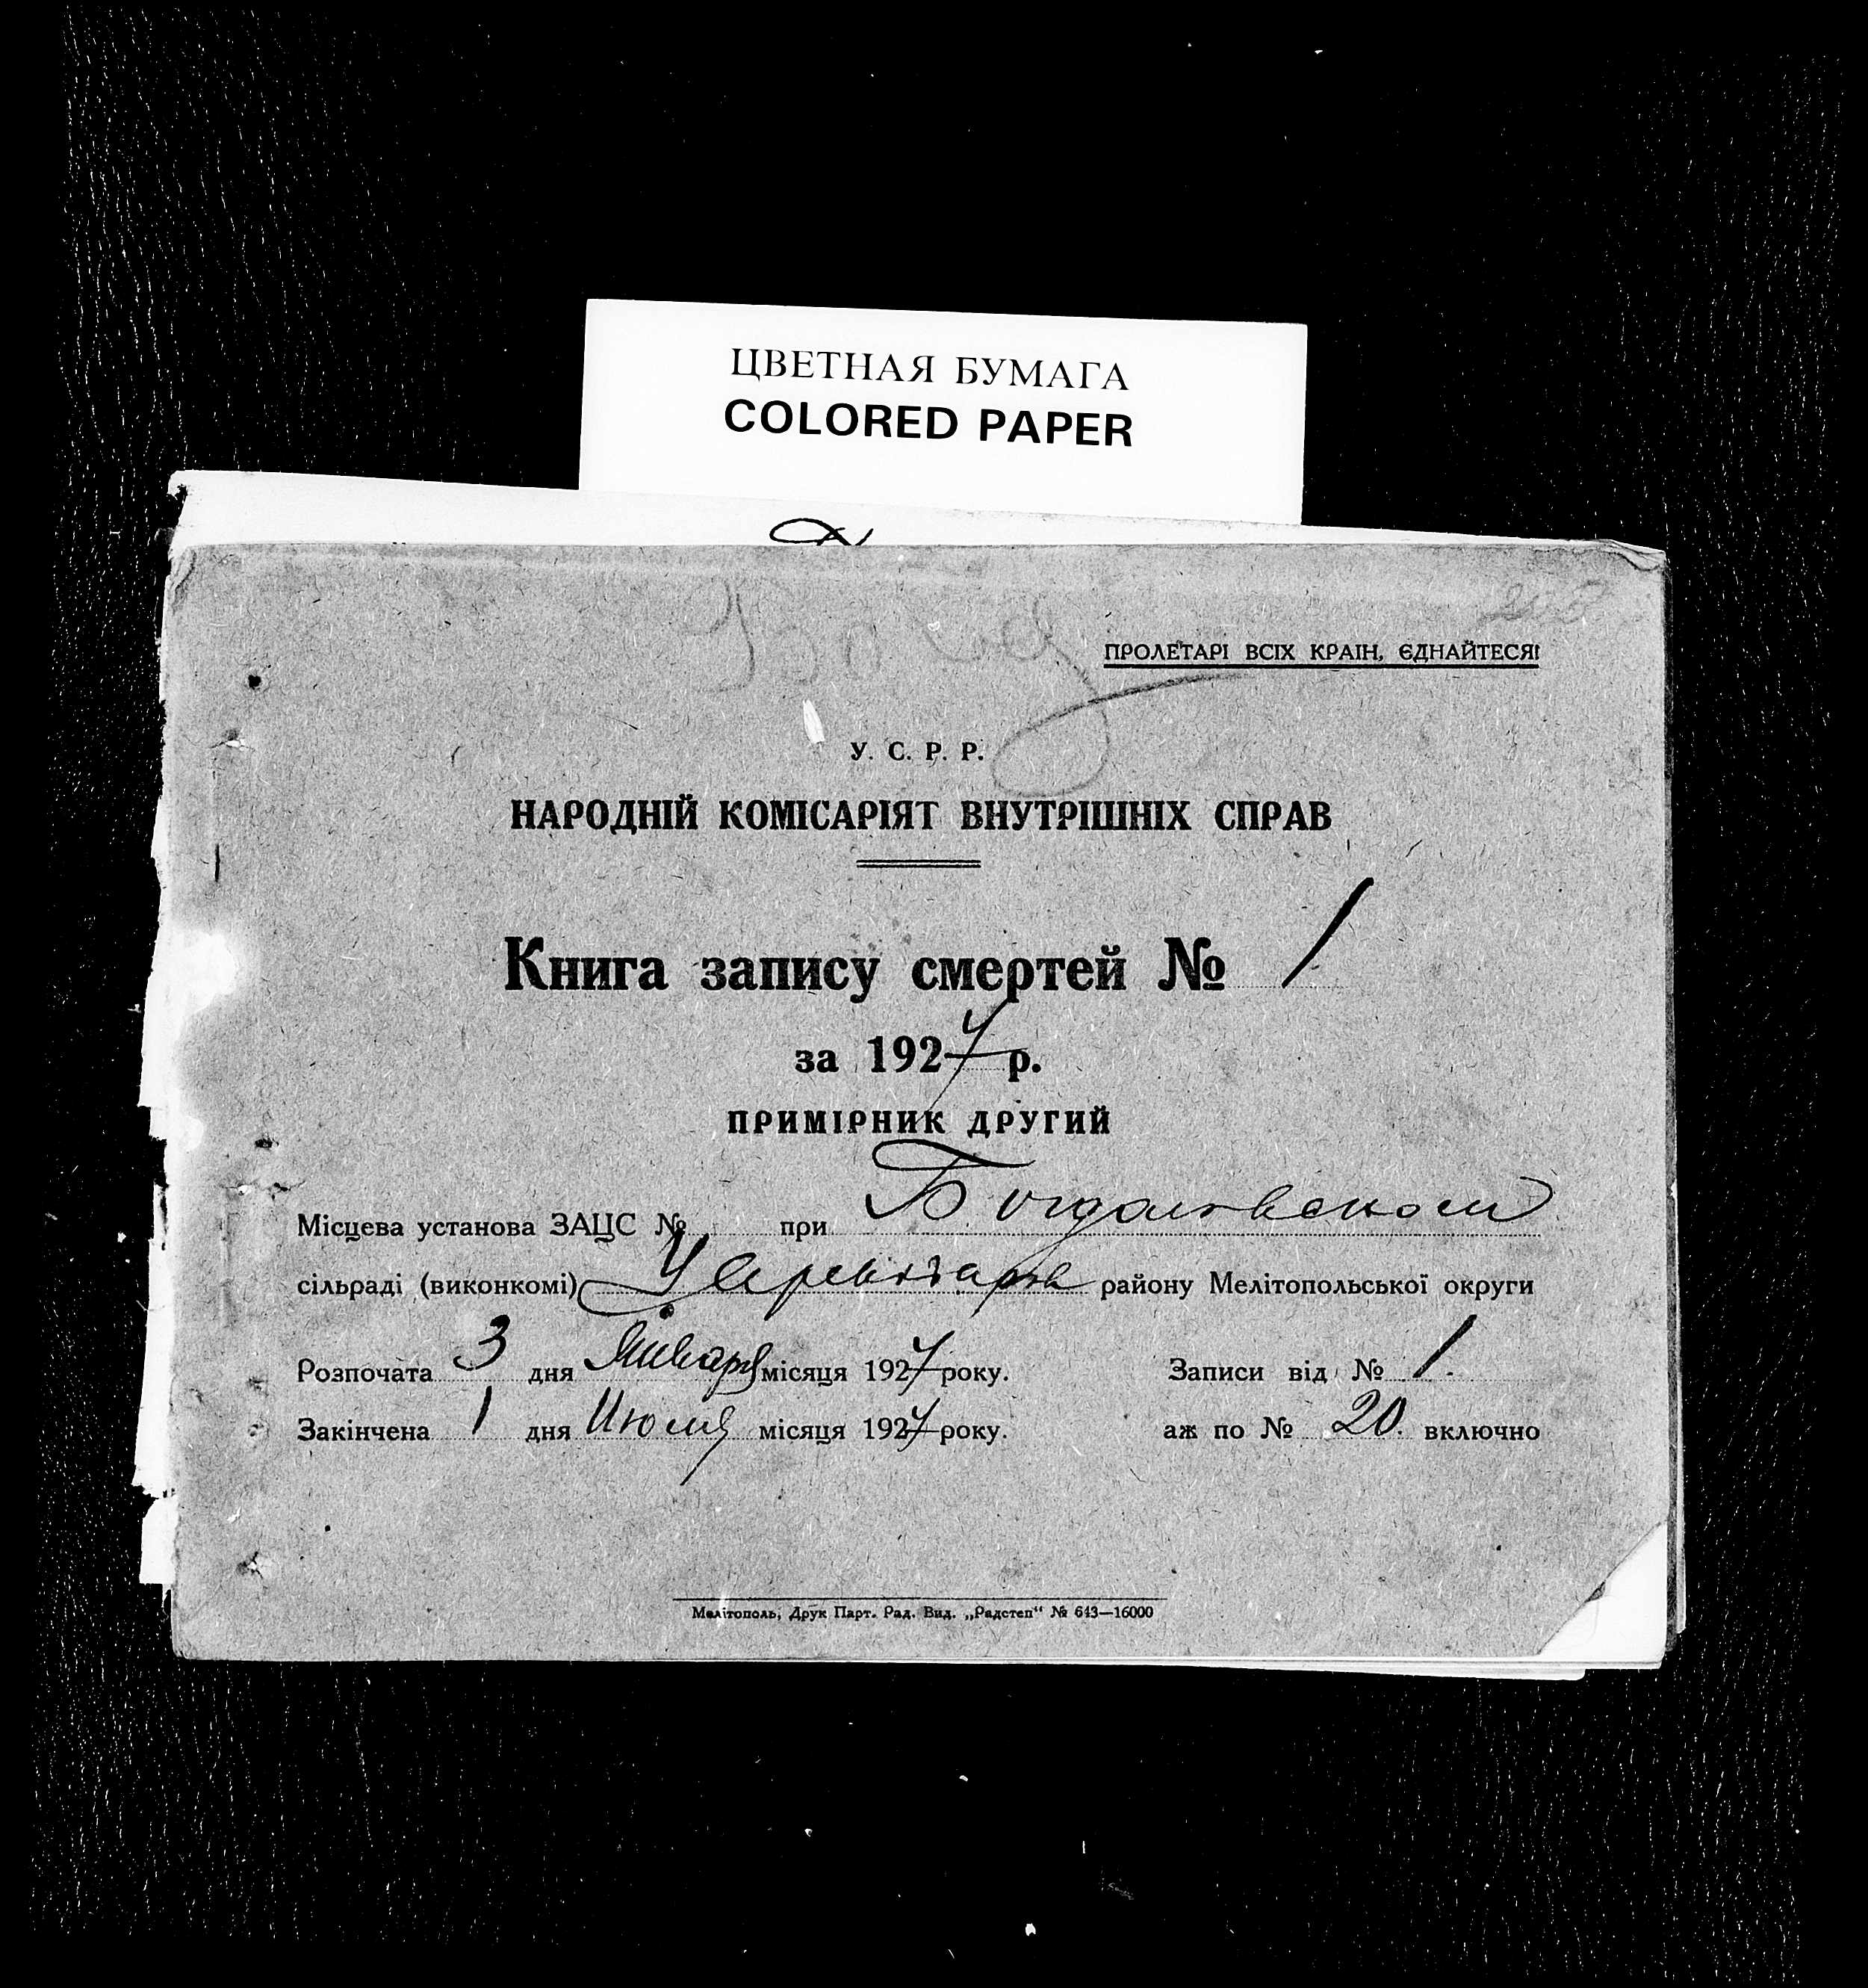 ЦВЕТНАЯ БУМАГА
COLORED PAPER
ПРОЛЕТАРІ ВСІХ КРАІН, ЄДНАЙТЕСЯ!
У. С. Р. Р.
НАРОДНІЙ КОМІСАРІЯТ ВНУТРІШНІХ СПРАВ
Книга запису смертей № 1
за 1927 р.
ПРИМІРНИК ДРУГИЙ
Місцева установа ЗАЦС № при
сільраді (виконкомі) району Мелітопольської округи
Розпочата 3 дня Января місяця 1927 року. Записи від № 1.
Закінчена 1 дня місяця 1927 року. аж по № 20. включно
Мелітополь, Друк Парт. Рад. Вид. „Радстеп“ № 643—16000